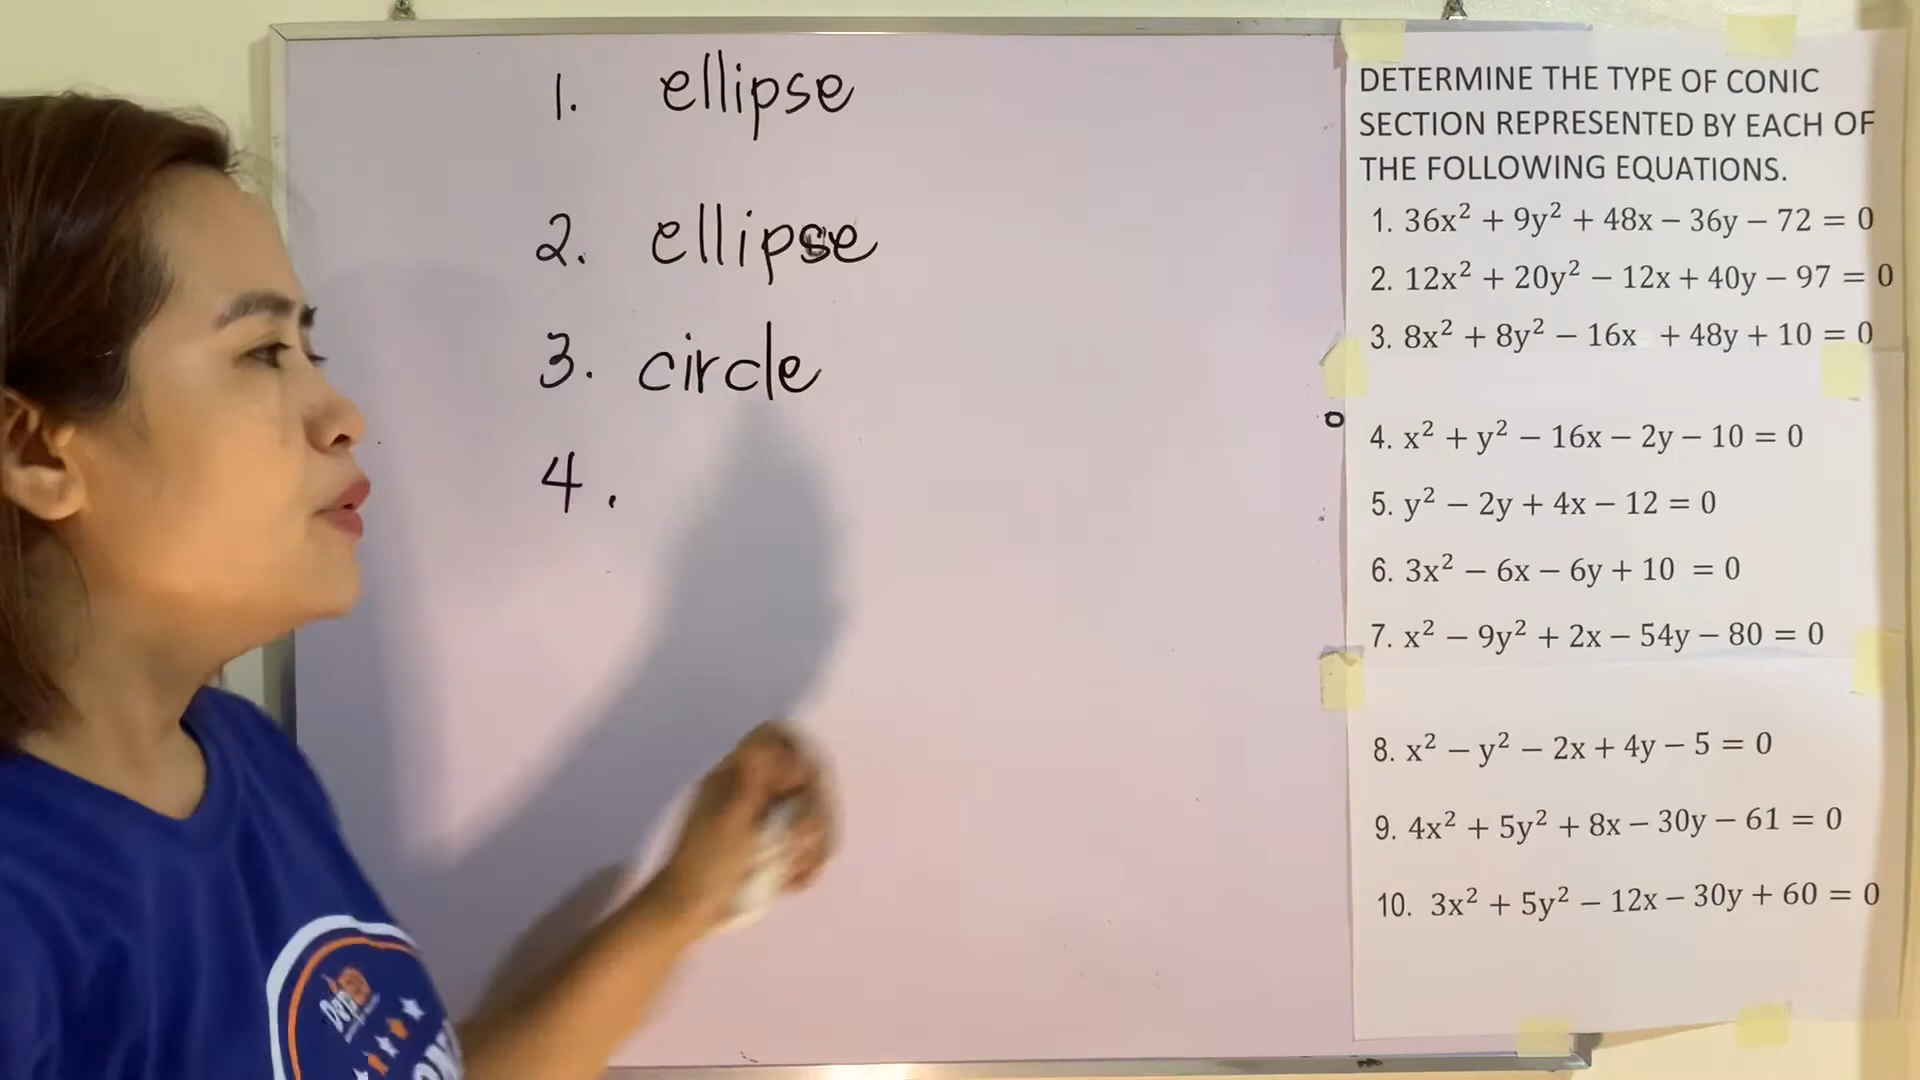 1. ellipse
2. ellipse
3. circle
4.
DETERMINE THE TYPE OF CONIC
SECTION REPRESENTED BY EACH OF
THE FOLLOWING EQUATIONS.
1. 36x² + 9y² + 48x − 36y − 72 = 0
2. 12x² + 20y² − 12x + 40y − 97 = 0
3. 8x² + 8y² − 16x + 48y + 10 = 0
4. x² + y² − 16x − 2y − 10 = 0
5. y² − 2y + 4x − 12 = 0
6. 3x² − 6x − 6y + 10 = 0
7. x² − 9y² + 2x − 54y − 80 = 0
8. x² − y² − 2x + 4y − 5 = 0
9. 4x² + 5y² + 8x − 30y − 61 = 0
10. 3x² + 5y² − 12x − 30y + 60 = 0